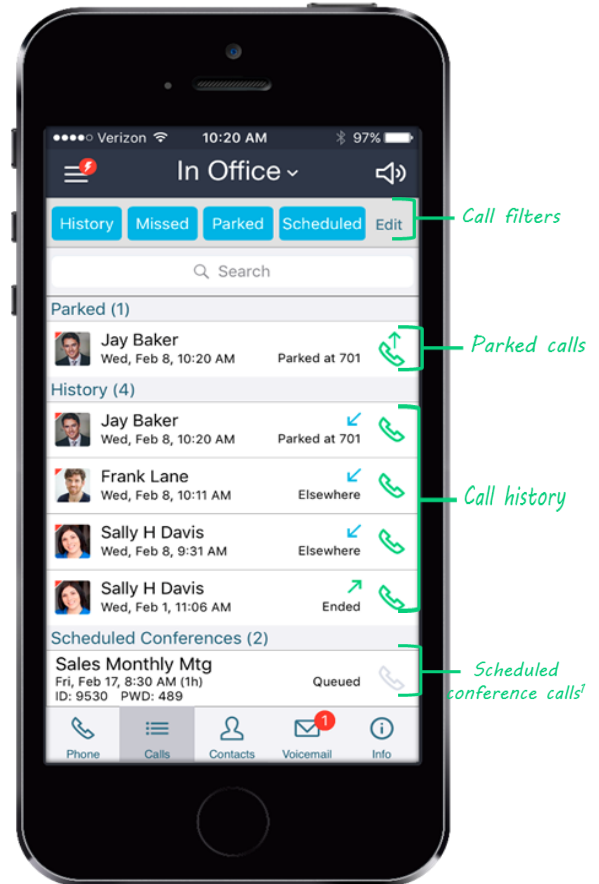 Verizon 10:20 AM 97%
In Office
History Missed Parked Scheduled Edit
Call filters
Search
Parked (1)
Jay Baker
Wed, Feb 8, 10:20 AM Parked at 701
Parked calls
History (4)
Jay Baker
Wed, Feb 8, 10:20 AM Parked at 701
Frank Lane
Wed, Feb 8, 10:11 AM Elsewhere
Call history
Sally H Davis
Wed, Feb 8, 9:31 AM Elsewhere
Sally H Davis
Wed, Feb 1, 11:06 AM Ended
Scheduled Conferences (2)
Sales Monthly Mtg
Fri, Feb 17, 8:30 AM (1h) Queued
ID: 9530 PWD: 489
Scheduled
conference calls¹
1
Phone Calls Contacts Voicemail Info